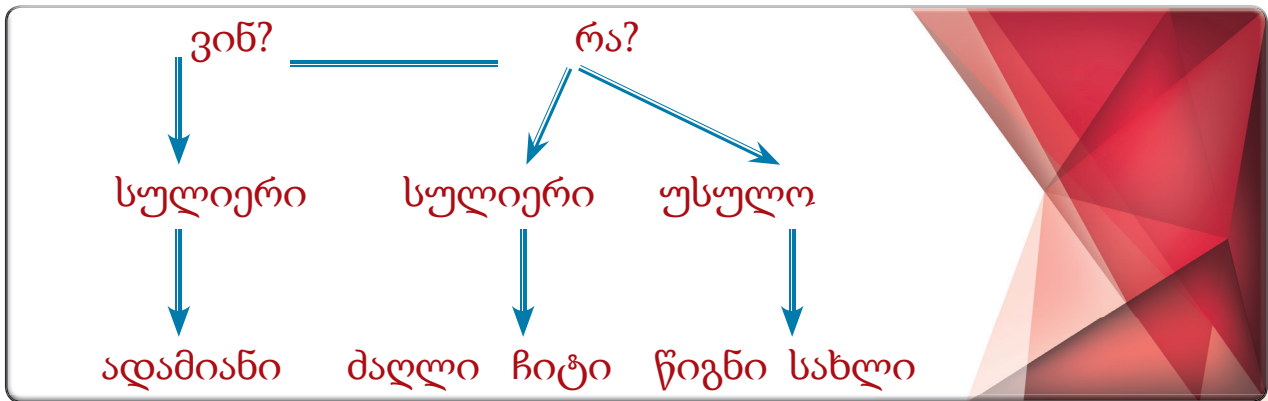 ვინ? რა?
სულიერი სულიერი უსულო
ადამიანი ძაღლი ჩიტი წიგნი სახლი